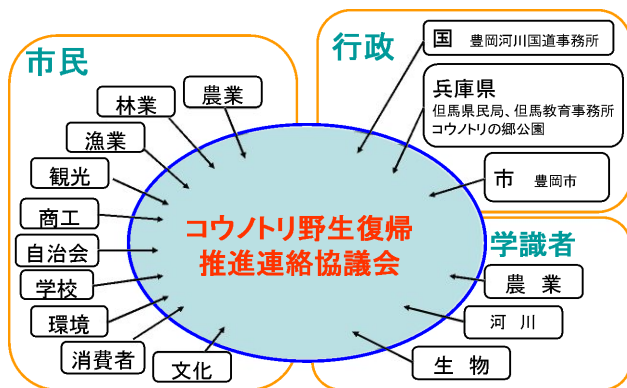 市民
農業
林業
漁業
観光
商工
自治会
学校
環境
消費者
文化
行政
国 豊岡河川国道事務所
兵庫県
但馬県民局、但馬教育事務所
コウノトリの郷公園
市 豊岡市
コウノトリ野生復帰
推進連絡協議会
学識者
農 業
河 川
生 物